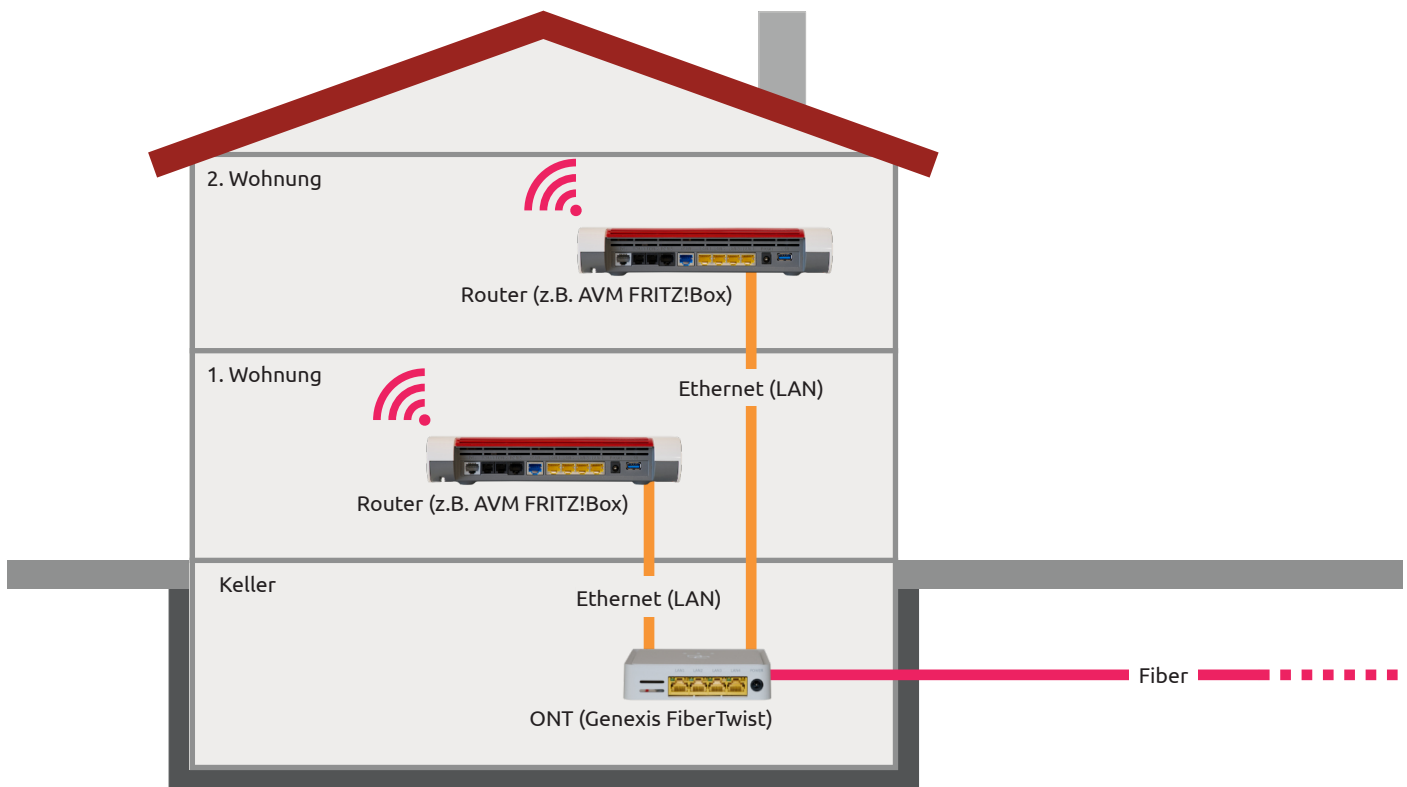 2. Wohnung
Router (z.B. AVM FRITZ!Box)
1. Wohnung
Ethernet (LAN)
Router (z.B. AVM FRITZ!Box)
Keller
Ethernet (LAN)
Fiber
ONT (Genexis FiberTwist)